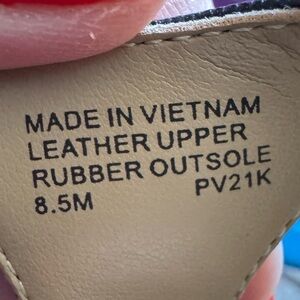 MADE IN VIETNAM
LEATHER UPPER
RUBBER OUTSOLE
8.5M PV21K